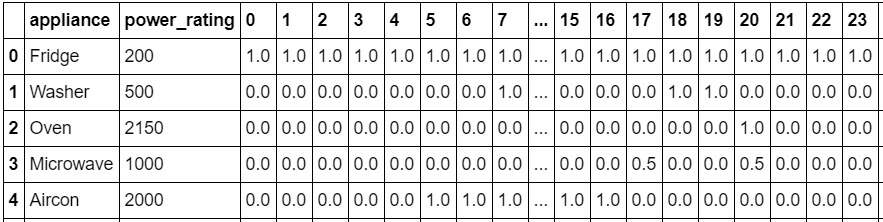 appliance power_rating 0 1 2 3 4 5 6 7 ... 15 16 17 18 19 20 21 22 23
0 Fridge 200 1.0 1.0 1.0 1.0 1.0 1.0 1.0 1.0 ... 1.0 1.0 1.0 1.0 1.0 1.0 1.0 1.0 1.0
1 Washer 500 0.0 0.0 0.0 0.0 0.0 0.0 0.0 1.0 ... 0.0 0.0 0.0 1.0 1.0 0.0 0.0 0.0 0.0
2 Oven 2150 0.0 0.0 0.0 0.0 0.0 0.0 0.0 0.0 ... 0.0 0.0 0.0 0.0 0.0 1.0 0.0 0.0 0.0
3 Microwave 1000 0.0 0.0 0.0 0.0 0.0 0.0 0.0 0.0 ... 0.0 0.0 0.5 0.0 0.0 0.5 0.0 0.0 0.0
4 Aircon 2000 0.0 0.0 0.0 0.0 0.0 1.0 1.0 1.0 ... 1.0 1.0 0.0 0.0 0.0 0.0 0.0 0.0 0.0